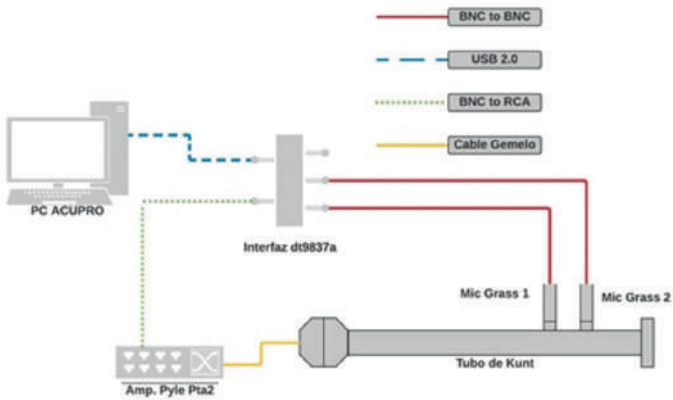 BNC to BNC
USB 2.0
BNC to RCA
Cable Gemelo
PC ACUPRO
Interfaz dt9837a
Mic Grass 1
Mic Grass 2
Tubo de Kunt
Amp. Pyle Pta2